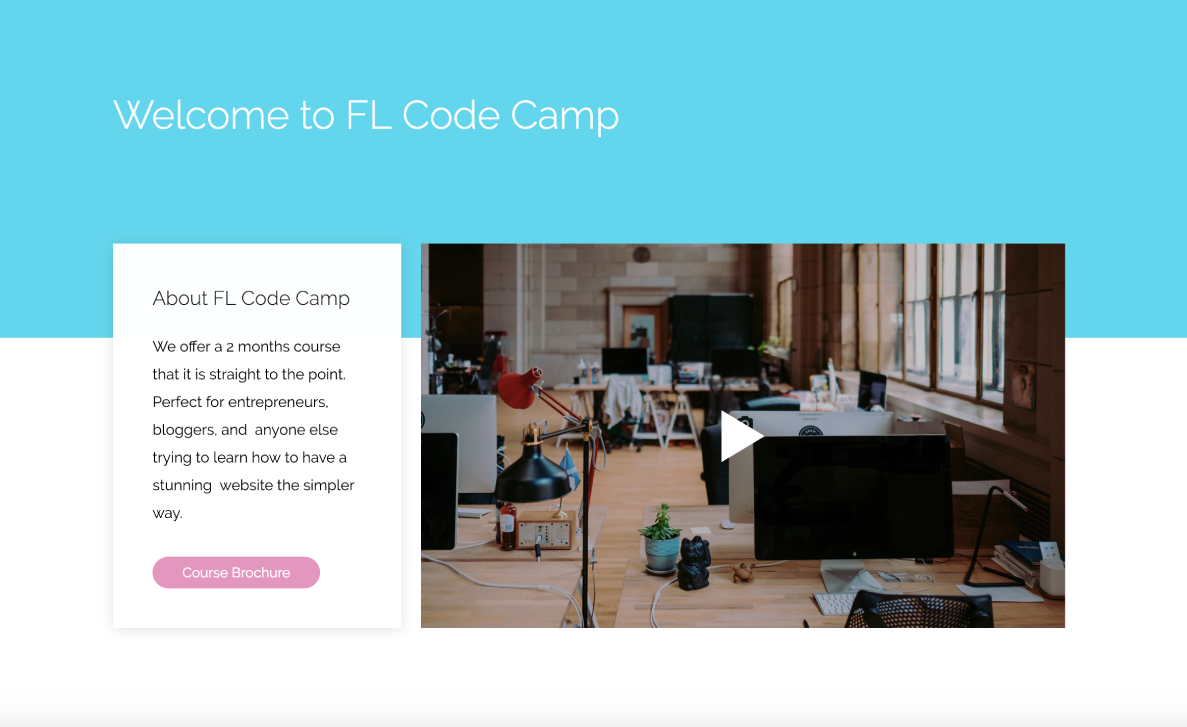 Welcome to FL Code Camp
About FL Code Camp
We offer a 2 months course
that it is straight to the point.
Perfect for entrepreneurs,
bloggers, and  anyone else
trying to learn how to have a
stunning  website the simpler
way.
Course Brochure